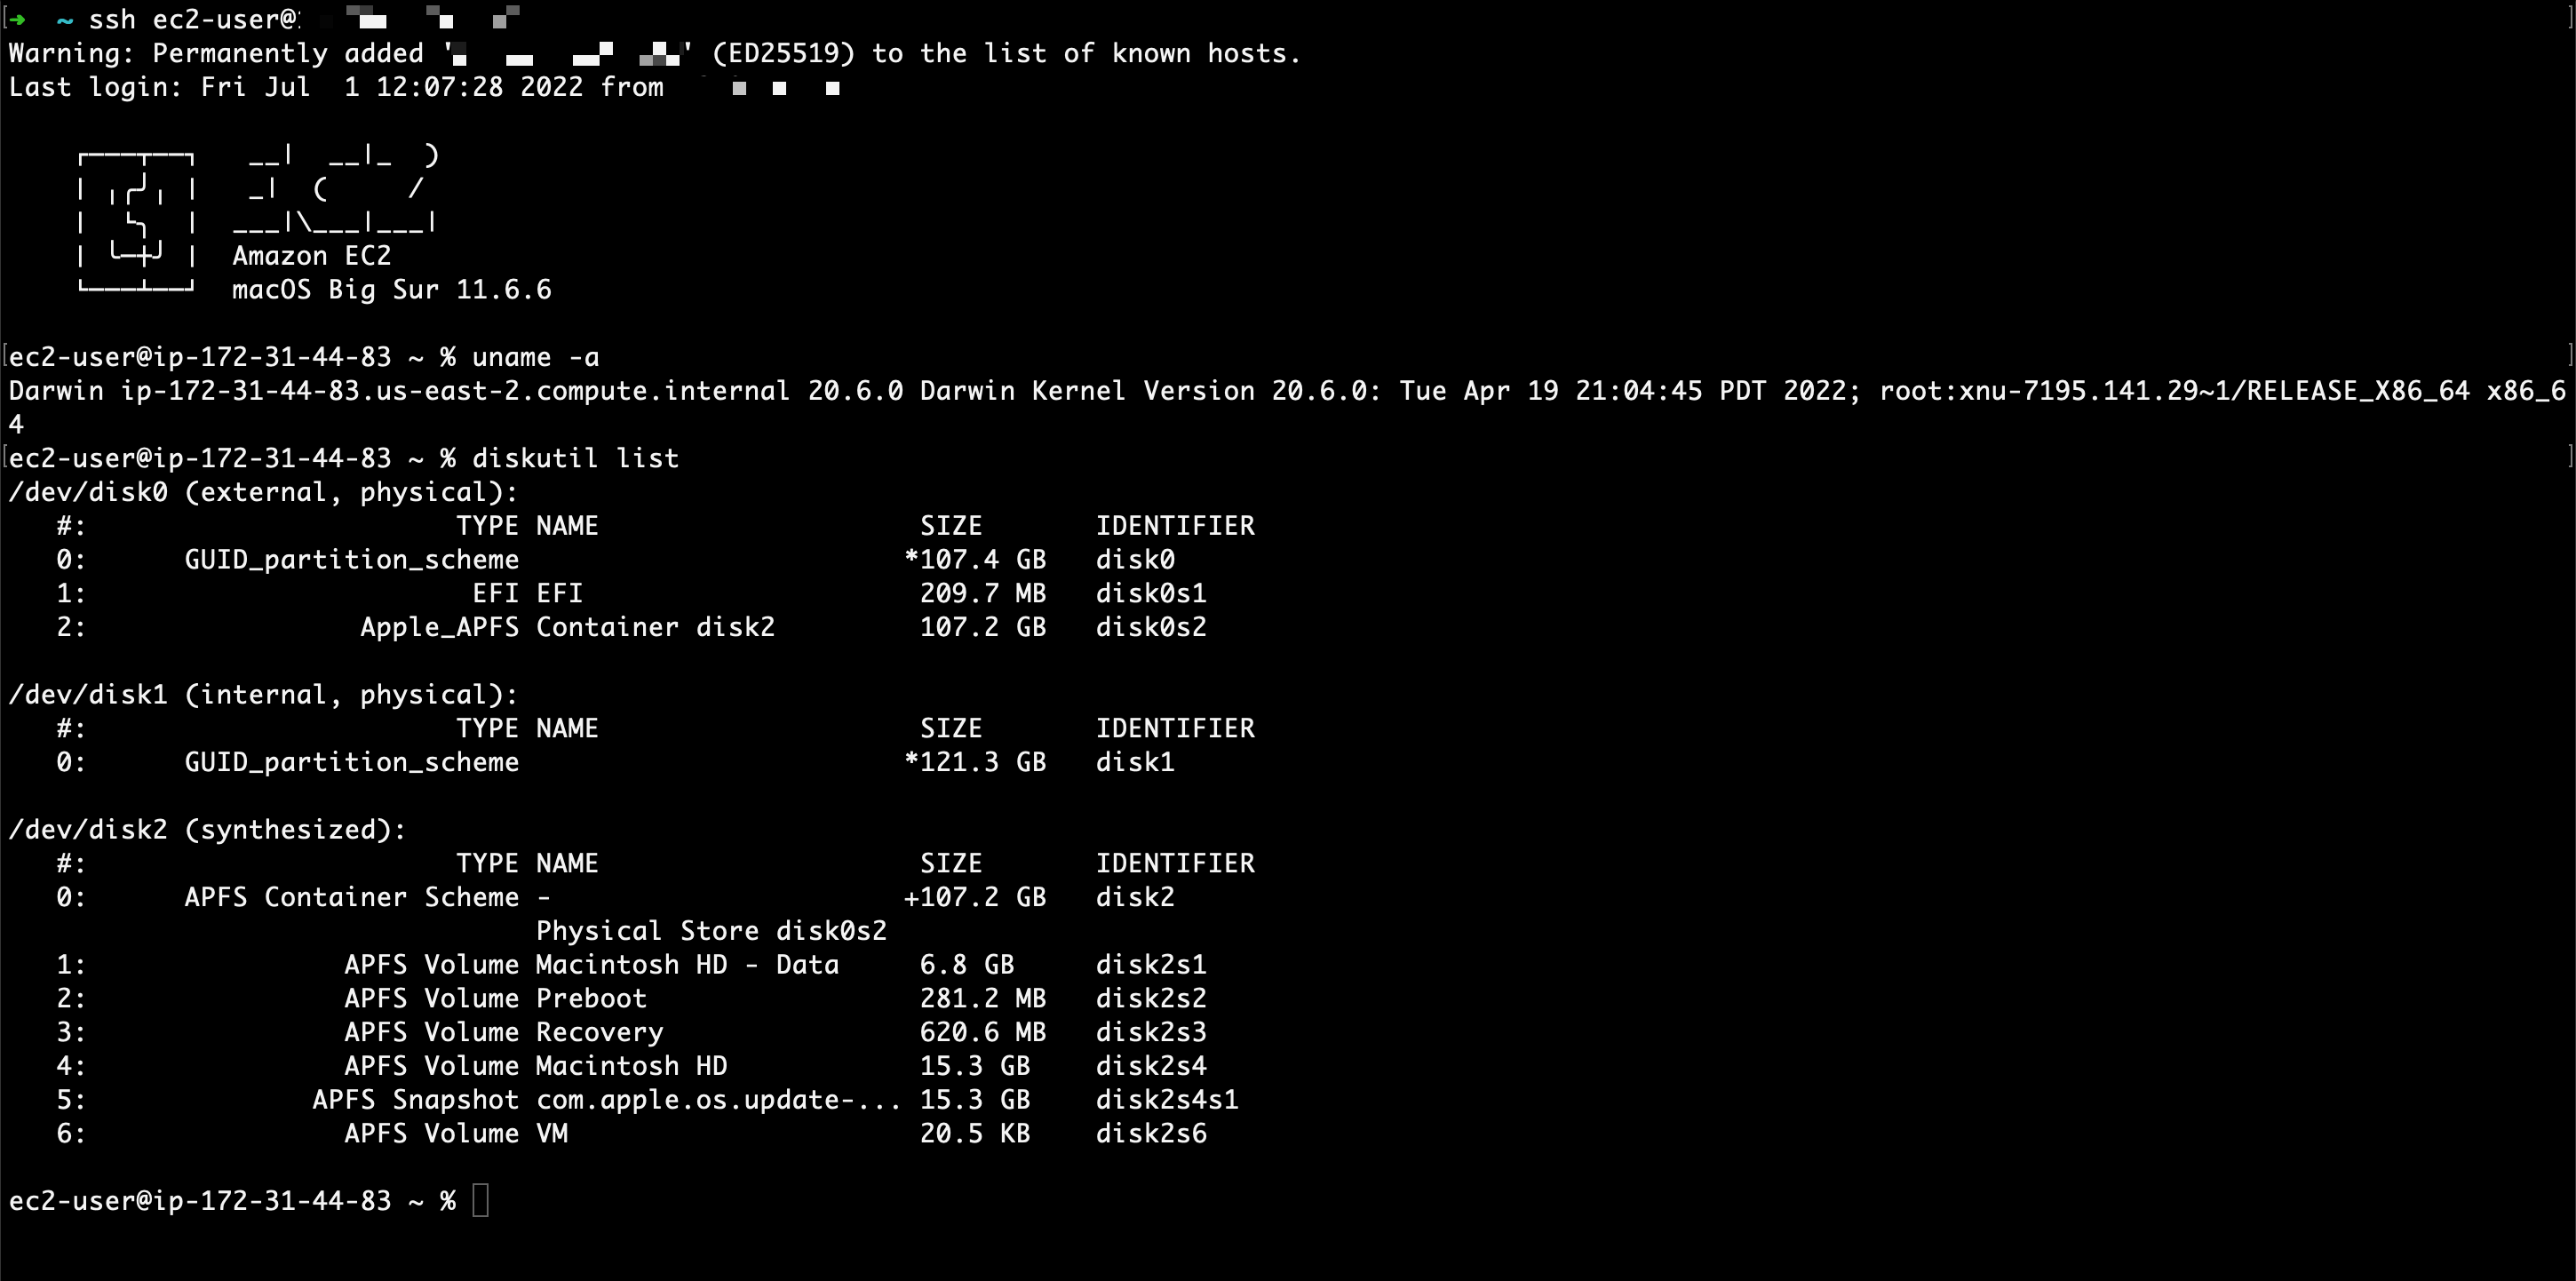 ➜  ~ ssh ec2-user@
Warning: Permanently added '' (ED25519) to the list of known hosts.
Last login: Fri Jul  1 12:07:28 2022 from

    ┌───┬──┐   __|  __|_  )
    | ╷╭╯╷ |   _|  (     /
    |  └╮  |  ___|\___|___|
    | ╰─┼╯ |  Amazon EC2
    └───┴──┘  macOS Big Sur 11.6.6

ec2-user@ip-172-31-44-83 ~ % uname -a
Darwin ip-172-31-44-83.us-east-2.compute.internal 20.6.0 Darwin Kernel Version 20.6.0: Tue Apr 19 21:04:45 PDT 2022; root:xnu-7195.141.29~1/RELEASE_X86_64 x86_6
4
ec2-user@ip-172-31-44-83 ~ % diskutil list
/dev/disk0 (external, physical):
   #:                       TYPE NAME                    SIZE       IDENTIFIER
   0:      GUID_partition_scheme                        *107.4 GB   disk0
   1:                        EFI EFI                     209.7 MB   disk0s1
   2:                 Apple_APFS Container disk2         107.2 GB   disk0s2

/dev/disk1 (internal, physical):
   #:                       TYPE NAME                    SIZE       IDENTIFIER
   0:      GUID_partition_scheme                        *121.3 GB   disk1

/dev/disk2 (synthesized):
   #:                       TYPE NAME                    SIZE       IDENTIFIER
   0:      APFS Container Scheme -                      +107.2 GB   disk2
                                 Physical Store disk0s2
   1:                APFS Volume Macintosh HD - Data     6.8 GB     disk2s1
   2:                APFS Volume Preboot                 281.2 MB   disk2s2
   3:                APFS Volume Recovery                620.6 MB   disk2s3
   4:                APFS Volume Macintosh HD            15.3 GB    disk2s4
   5:              APFS Snapshot com.apple.os.update-... 15.3 GB    disk2s4s1
   6:                APFS Volume VM                      20.5 KB    disk2s6

ec2-user@ip-172-31-44-83 ~ %